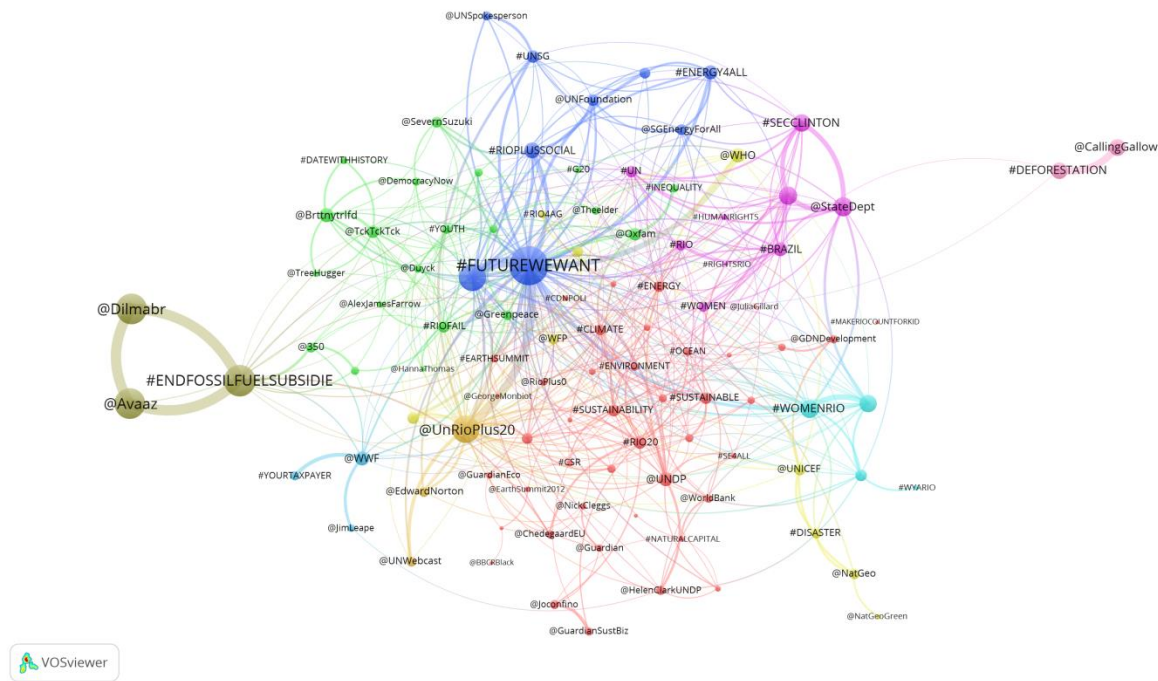 @UNSpokesperson
#UNSG
#ENERGY4ALL
@UNFoundation
@SevernSuzuki
#SECCLINTON
@SGEnergyForAll
@CallingGallow
#RIOPLUSSOCIAL
@WHO
#DATEWITHHISTORY
#G20
#UN
#DEFORESTATION
@DemocracyNow
#INEQUALITY
@StateDept
@Brttnytrlfd
#RIO4AG
@Theelder
#HUMANRIGHTS
@TckTckTck
#YOUTH
@Oxfam
#RIO
#BRAZIL
#FUTUREWEWANT
#RIGHTSRIO
@TreeHugger
@Duyck
#ENERGY
@Dilmabr
#CDNPOLI
@AlexJamesFarrow
@Greenpeace
#WOMEN
@JuliaGillard
#RIOFAIL
#CLIMATE
#MAKERIOCOUNTFORKID
@350
@WFP
@GDNDevelopment
#EARTHSUMMIT
#OCEAN
@HannaThomas
#ENVIRONMENT
#ENDFOSSILFUELSUBSIDIE
@RioPlus0
@GeorgeMonbiot
#SUSTAINABLE
@Avaaz
#SUSTAINABILITY
#WOMENRIO
@UnRioPlus20
#RIO20
#SE4ALL
@WWF
#CSR
@UNICEF
#YOURTAXPAYER
@GuardianEco
@UNDP
#WYARIO
@EdwardNorton
@EarthSummit2012
@WorldBank
@NickCleggs
@JimLeape
@ChedegaardEU
#DISASTER
#NATURALCAPITAL
@Guardian
@UNWebcast
@BBCRBlack
@NatGeo
@HelenClarkUNDP
@Joconfino
@NatGeoGreen
@GuardianSustBiz
VOSviewer